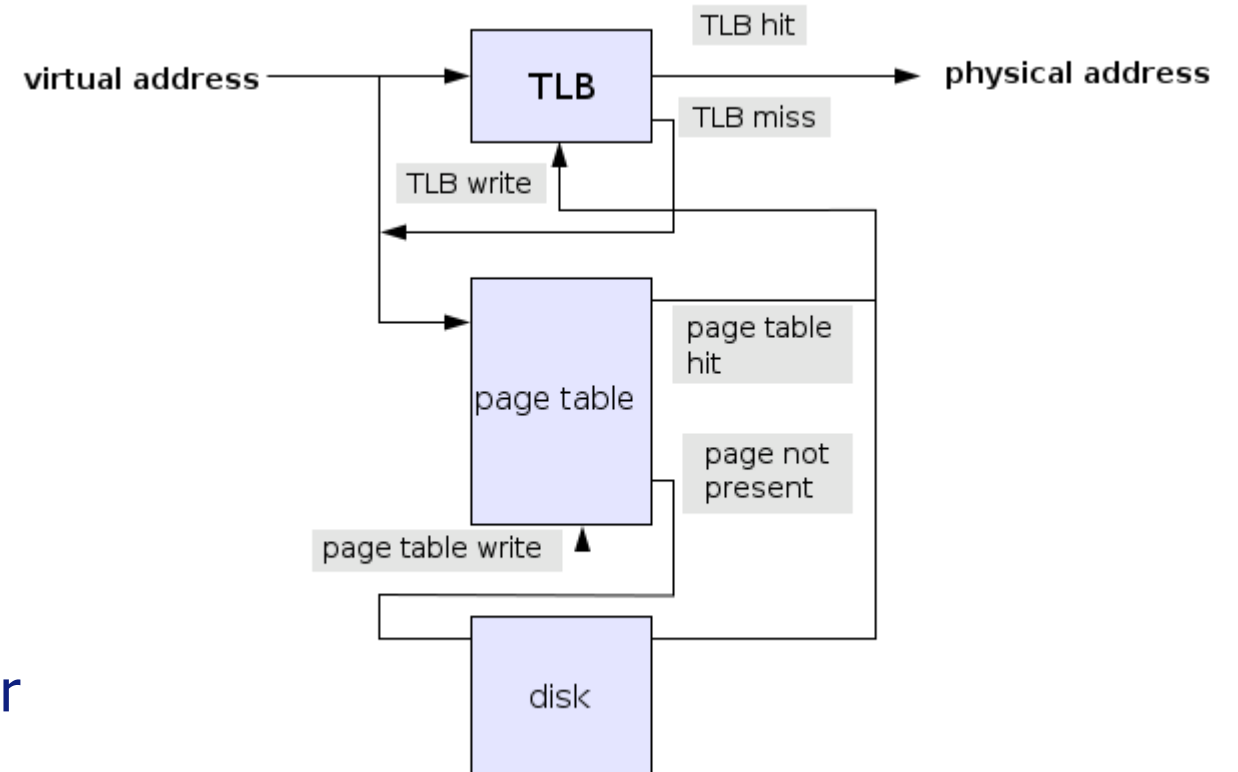 TLB hit
virtual address
TLB
physical address
TLB miss
TLB write
page table
hit
page table
page not
present
page table write
r
disk